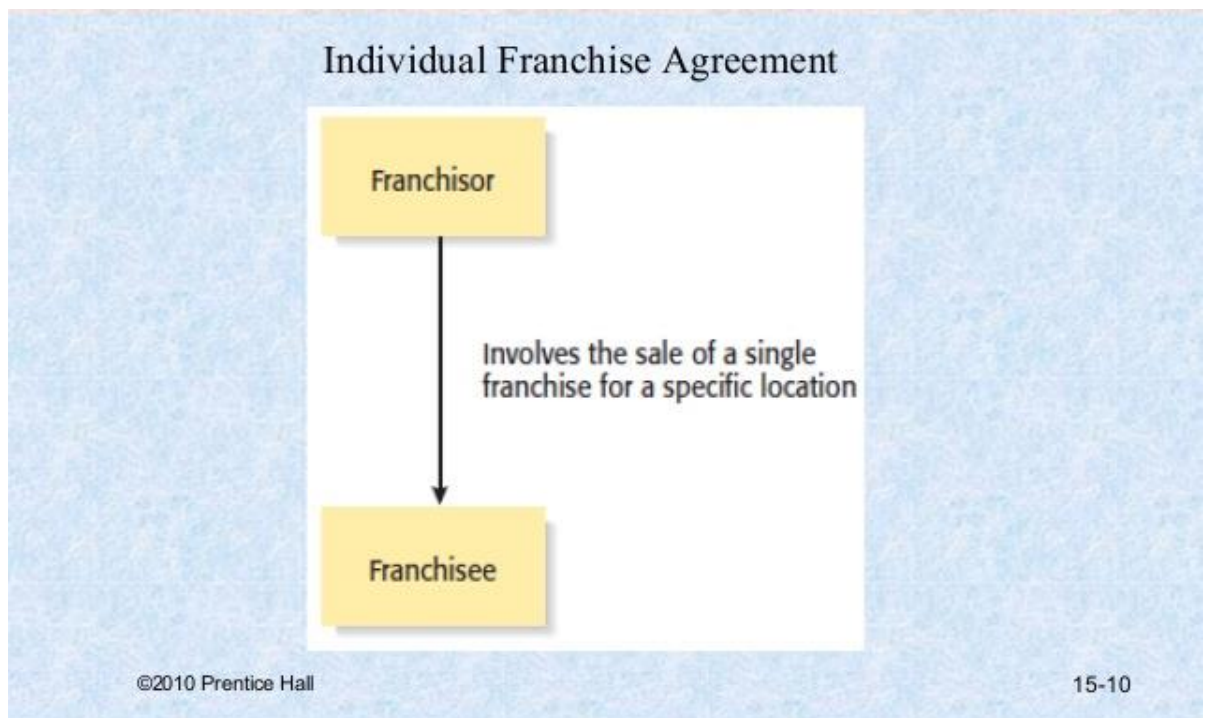 Individual Franchise Agreement
Franchisor
Involves the sale of a single
franchise for a specific location
Franchisee
©2010 Prentice Hall
15-10